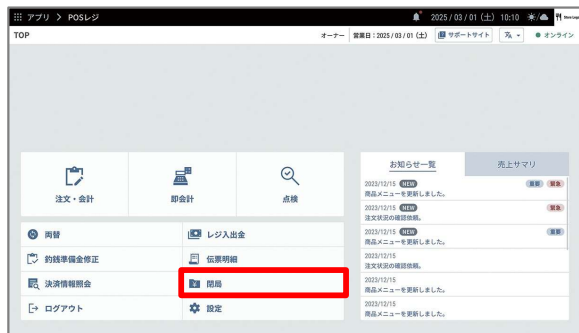 アプリ > POSレジ
2025 / 03 / 01 (土) 10:10
TOP
オーナー 営業日：2025 / 03 / 01 (土) サポートサイト オンライン
注文・会計
即会計
点検
両替
レジ入出金
釣銭準備金修正
伝票明細
決済情報照会
閉局
ログアウト
設定
お知らせ一覧
売上サマリ
2023/12/15 NEW 重要 緊急
商品メニューを更新しました。
2023/12/15 NEW 緊急
注文状況の確認依頼。
2023/12/15 NEW 重要
商品メニューを更新しました。
2023/12/15
注文状況の確認依頼。
2023/12/15
商品メニューを更新しました。
2023/12/15
商品メニューを更新しました。